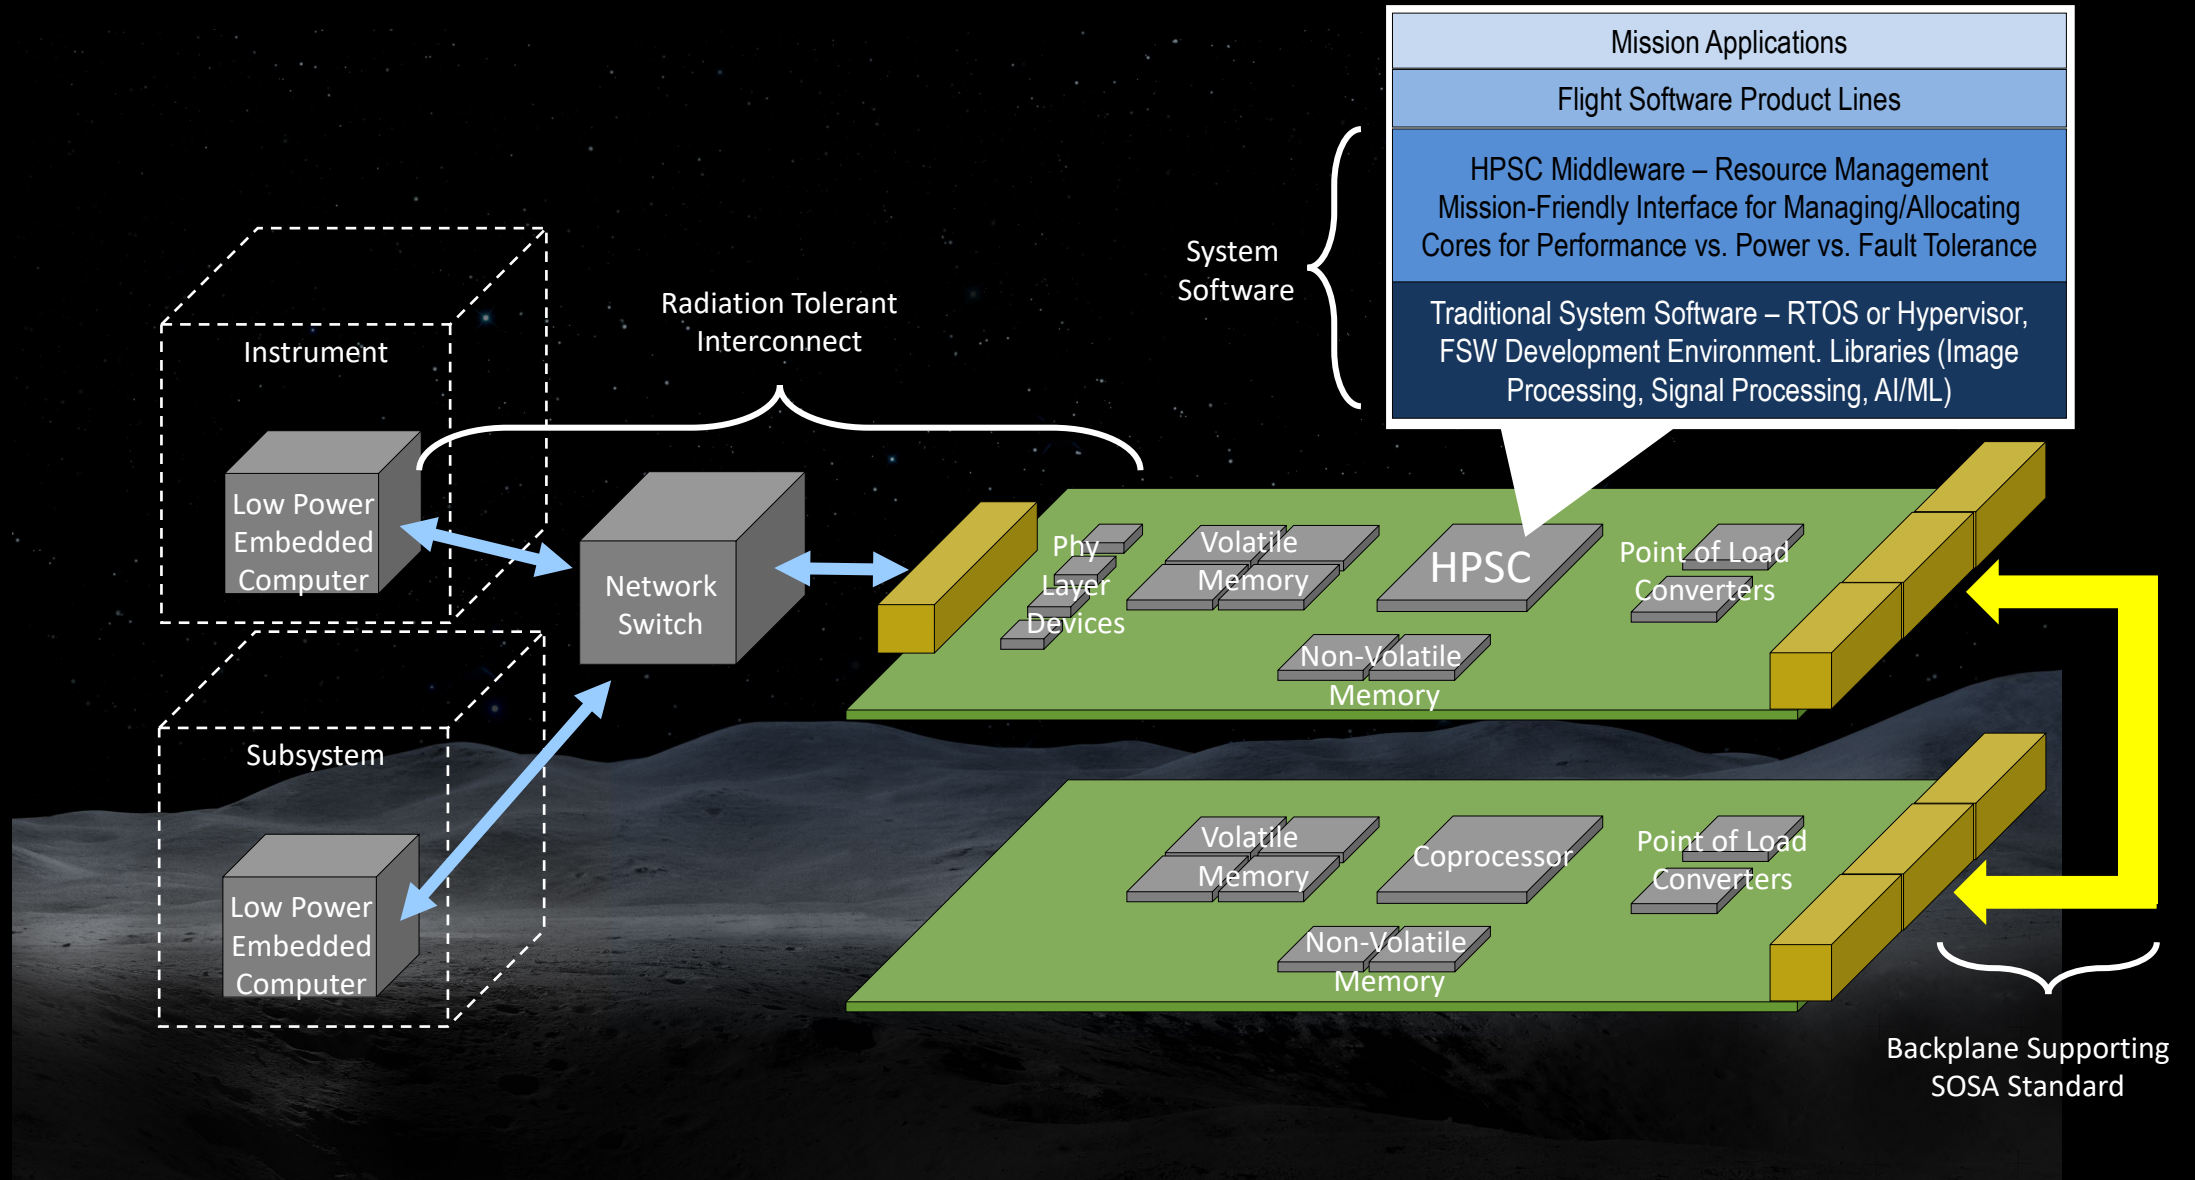 Mission Applications
Flight Software Product Lines
HPSC Middleware – Resource Management
Mission-Friendly Interface for Managing/Allocating
Cores for Performance vs. Power vs. Fault Tolerance
Traditional System Software – RTOS or Hypervisor,
FSW Development Environment. Libraries (Image
Processing, Signal Processing, AI/ML)
System
Software
Radiation Tolerant
Interconnect
Instrument
Low Power
Embedded
Computer
Network
Switch
Phy
Layer
Devices
Volatile
Memory
HPSC
Point of Load
Converters
Non-Volatile
Memory
Subsystem
Low Power
Embedded
Computer
Volatile
Memory
Coprocessor
Point of Load
Converters
Non-Volatile
Memory
Backplane Supporting
SOSA Standard